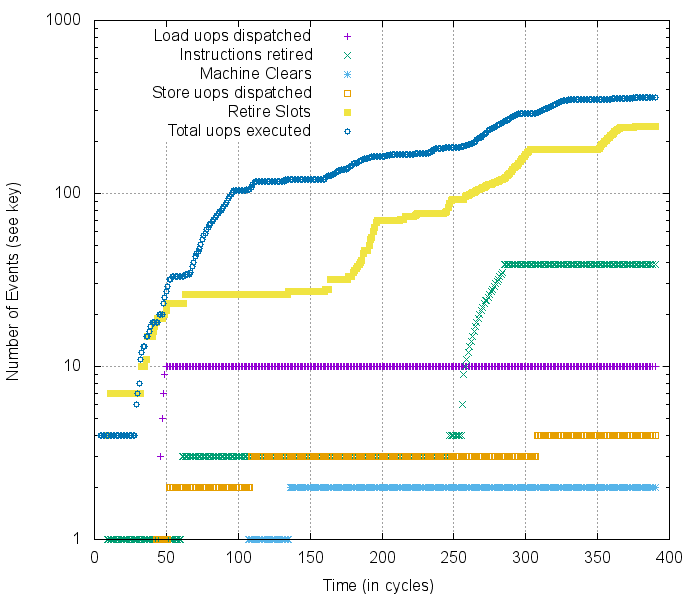 1000
100
10
1
Number of Events (see key)
Load uops dispatched
Instructions retired
Machine Clears
Store uops dispatched
Retire Slots
Total uops executed
0 50 100 150 200 250 300 350 400
Time (in cycles)